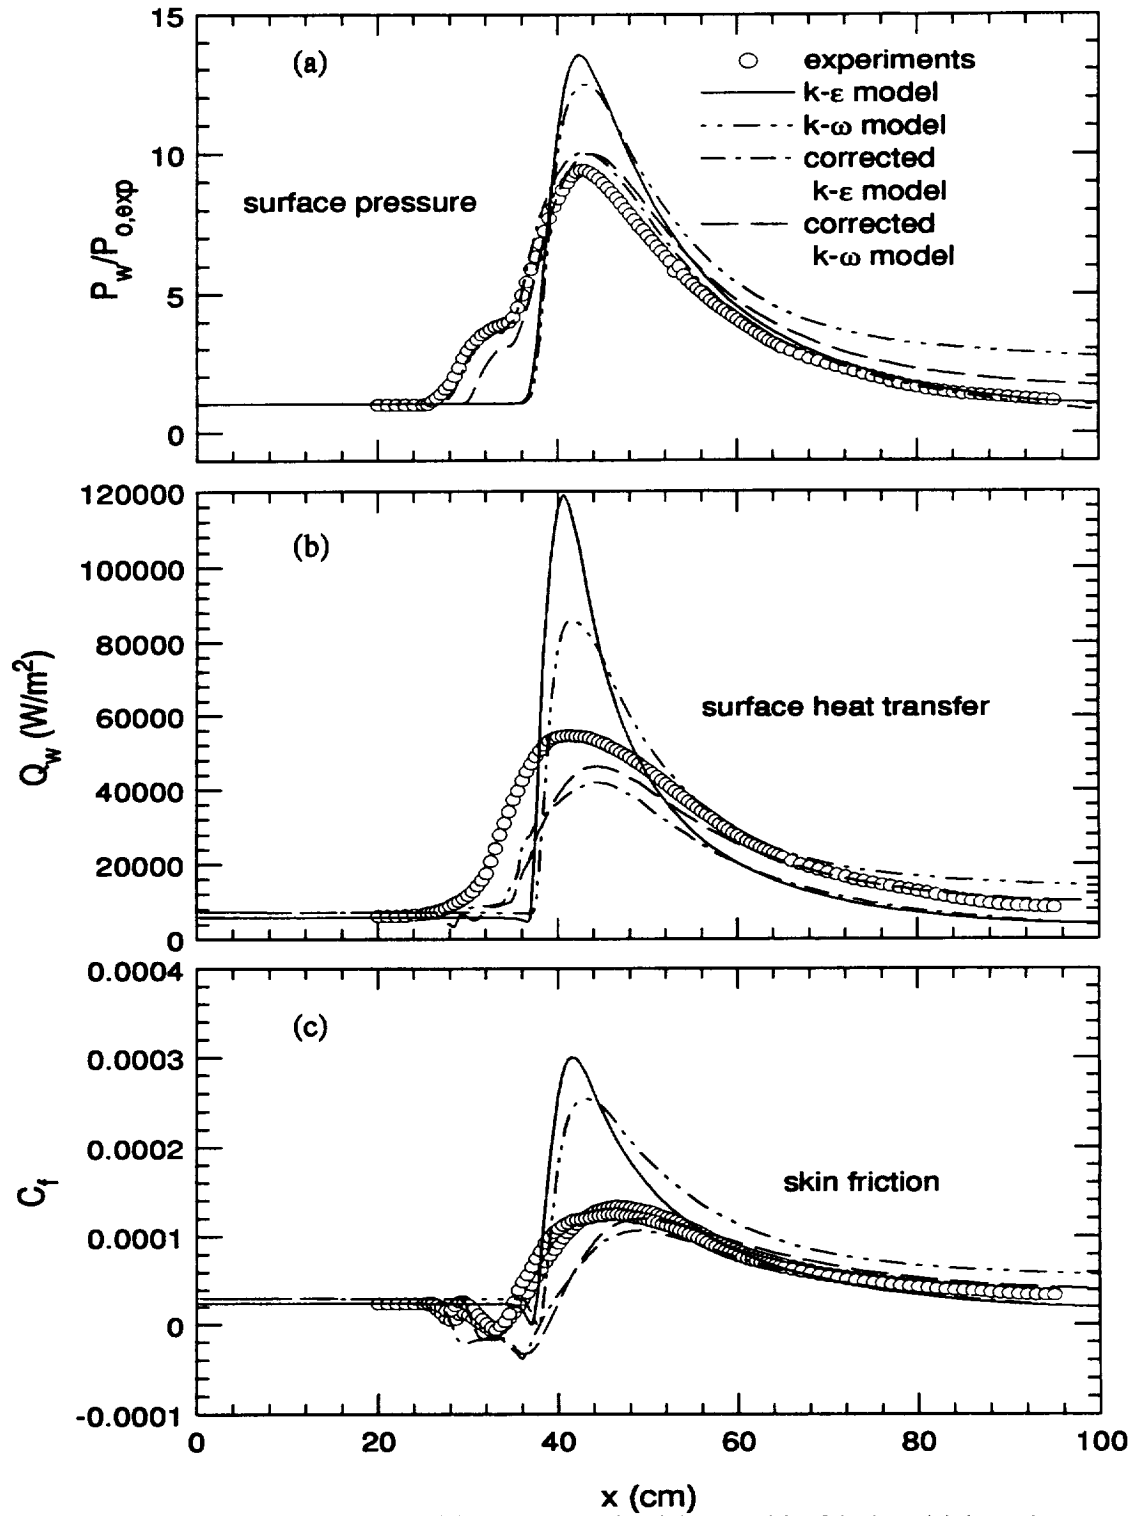 15
10
5
0
P_w/P_0,exp
(a)
surface pressure
experiments
k-ε model
k-ω model
corrected
k-ε model
corrected
k-ω model
120000
100000
80000
60000
40000
20000
0
Q_w (W/m²)
(b)
surface heat transfer
0.0004
0.0003
0.0002
0.0001
0
-0.0001
C_f
(c)
skin friction
0 20 40 60 80 100
x (cm)